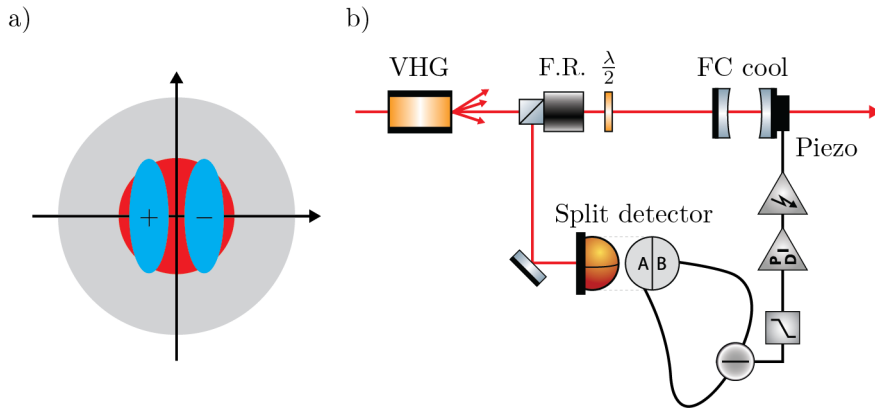 a)
+
−
b)
VHG
F.R.
λ/2
FC cool
Piezo
Split detector
A B
P
D I